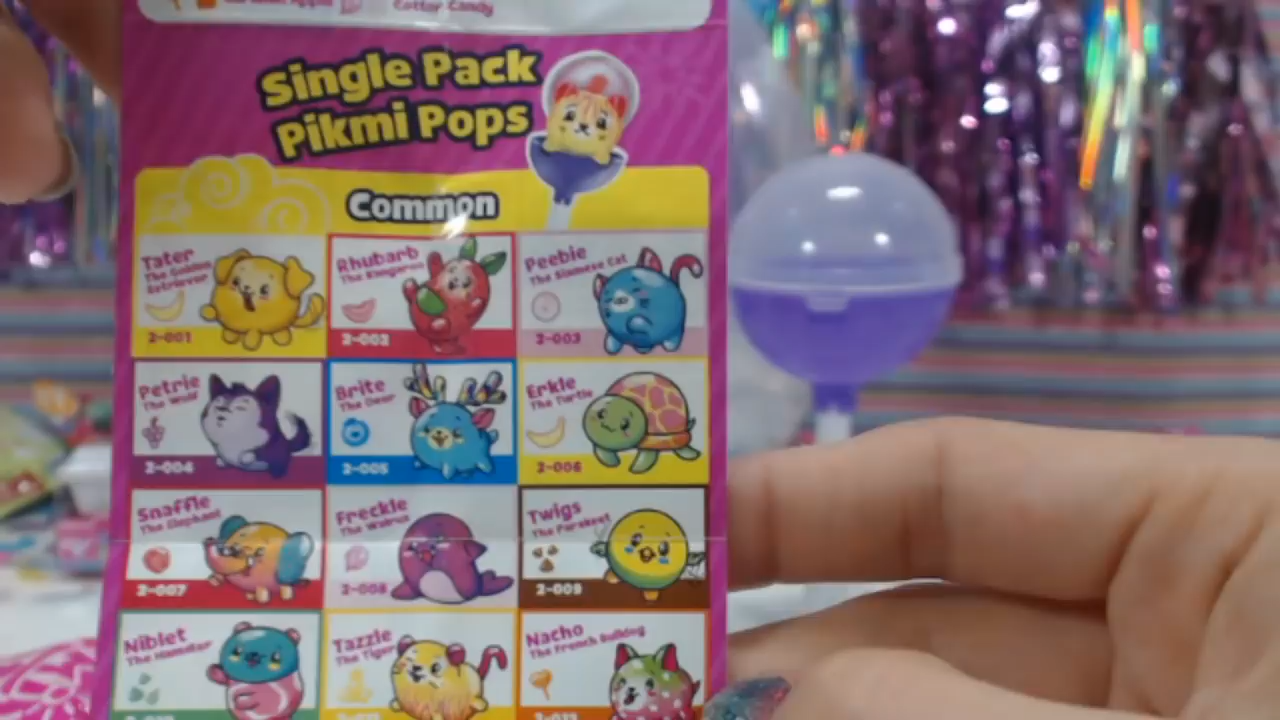 Cotton Candy
Single Pack
Pikmi Pops
Common
Tater
The Golden
Retriever
2-001
Rhubarb
The Kangaroo
2-002
Peebie
The Siamese Cat
2-003
Petrie
The Wolf
2-004
Brite
The Deer
2-005
Erkle
The Turtle
2-006
Snaffle
The Elephant
2-007
Freckle
The Walrus
2-008
Twigs
The Parakeet
2-009
Niblet
The Hamster
Tazzle
The Tiger
Nacho
The French Bulldog